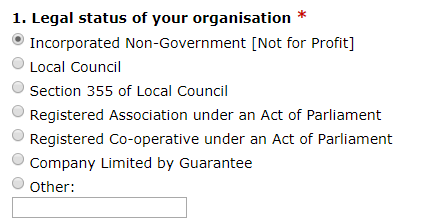 1. Legal status of your organisation *
Incorporated Non-Government [Not for Profit]
Local Council
Section 355 of Local Council
Registered Association under an Act of Parliament
Registered Co-operative under an Act of Parliament
Company Limited by Guarantee
Other: